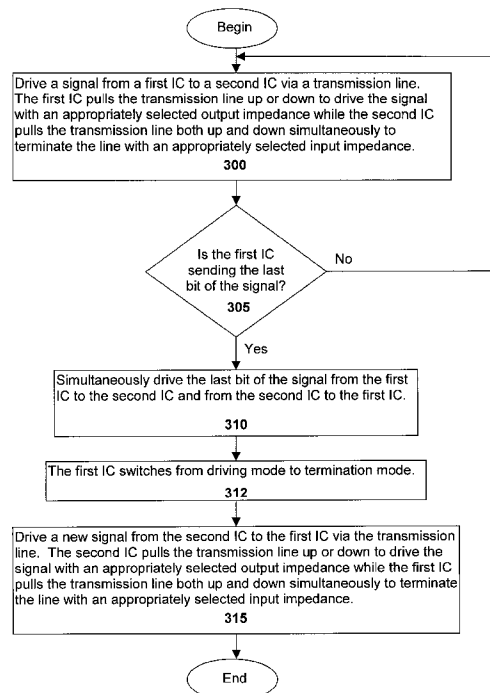 Begin
Drive a signal from a first IC to a second IC via a transmission line.
The first IC pulls the transmission line up or down to drive the signal
with an appropriately selected output impedance while the second IC
pulls the transmission line both up and down simultaneously to
terminate the line with an appropriately selected input impedance.
300
Is the first IC
sending the last
bit of the signal?
305
No
Yes
Simultaneously drive the last bit of the signal from the first
IC to the second IC and from the second IC to the first IC.
310
The first IC switches from driving mode to termination mode.
312
Drive a new signal from the second IC to the first IC via the transmission
line. The second IC pulls the transmission line up or down to drive the
signal with an appropriately selected output impedance while the first IC
pulls the transmission line both up and down simultaneously to terminate
the line with an appropriately selected input impedance.
315
End